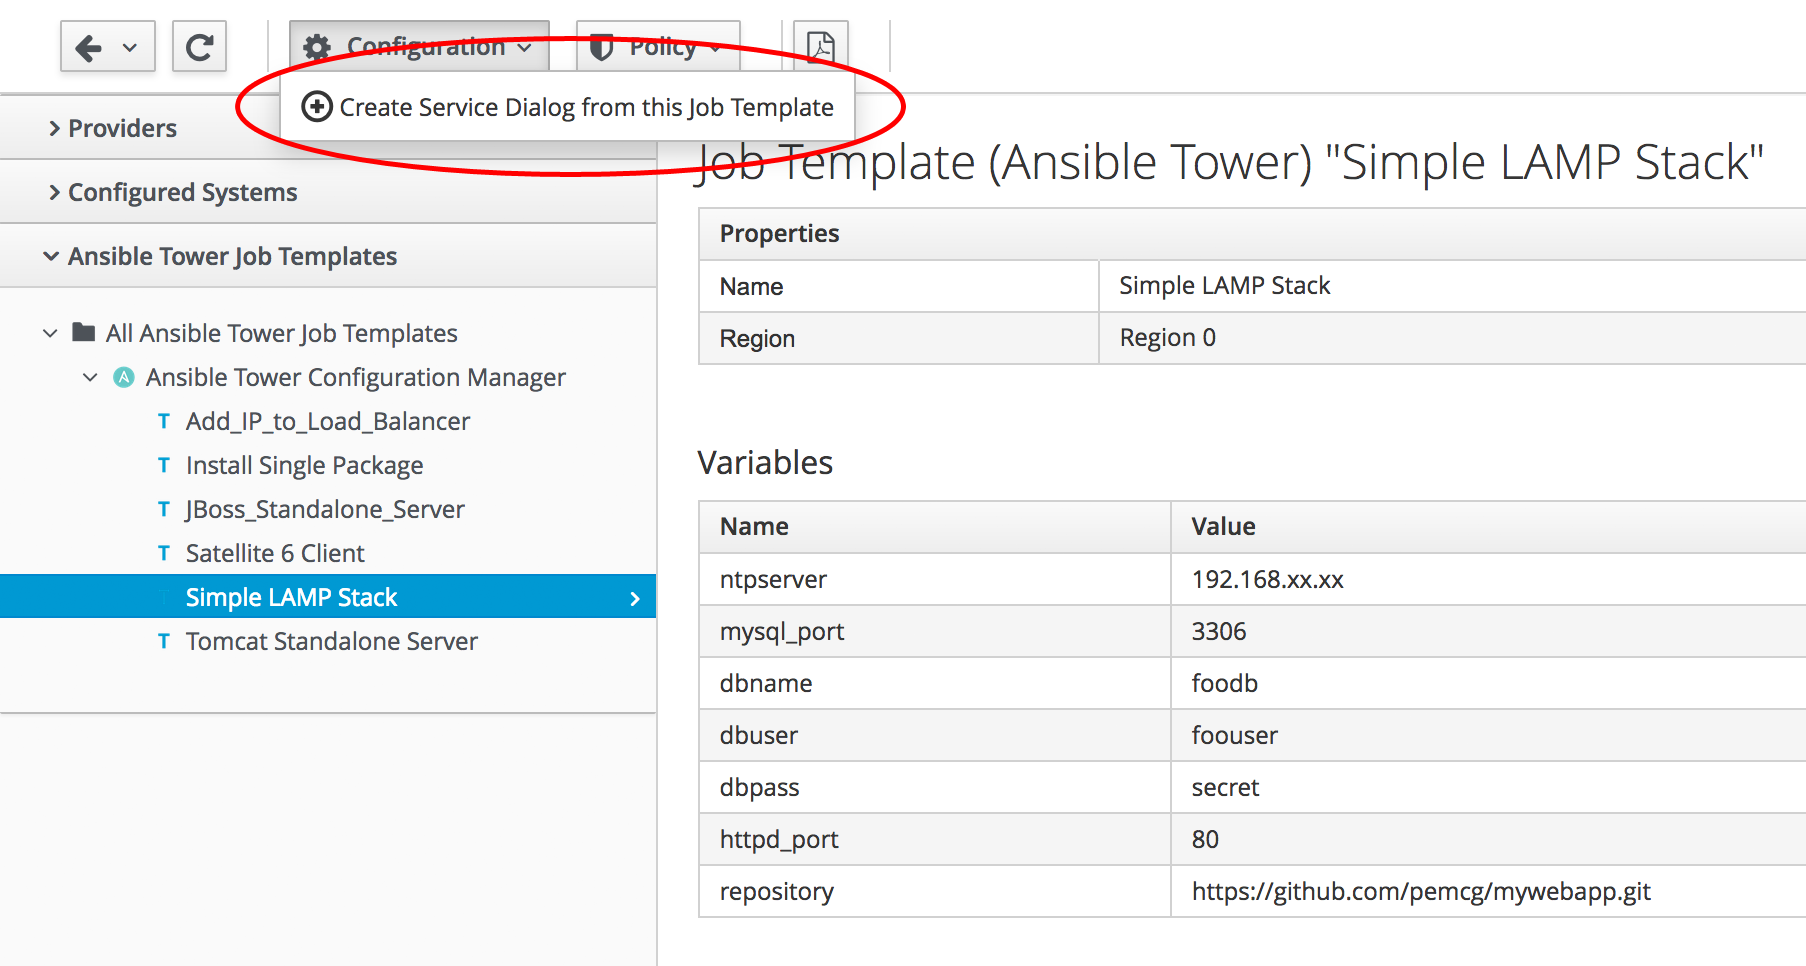 Configuration Policy
Create Service Dialog from this Job Template
Providers
Configured Systems
Ansible Tower Job Templates
All Ansible Tower Job Templates
Ansible Tower Configuration Manager
T Add_IP_to_Load_Balancer
T Install Single Package
T JBoss_Standalone_Server
T Satellite 6 Client
Simple LAMP Stack
T Tomcat Standalone Server
Job Template (Ansible Tower) "Simple LAMP Stack"
Properties
Name Simple LAMP Stack
Region Region 0
Variables
Name Value
ntpserver 192.168.xx.xx
mysql_port 3306
dbname foodb
dbuser foouser
dbpass secret
httpd_port 80
repository https://github.com/pemcg/mywebapp.git